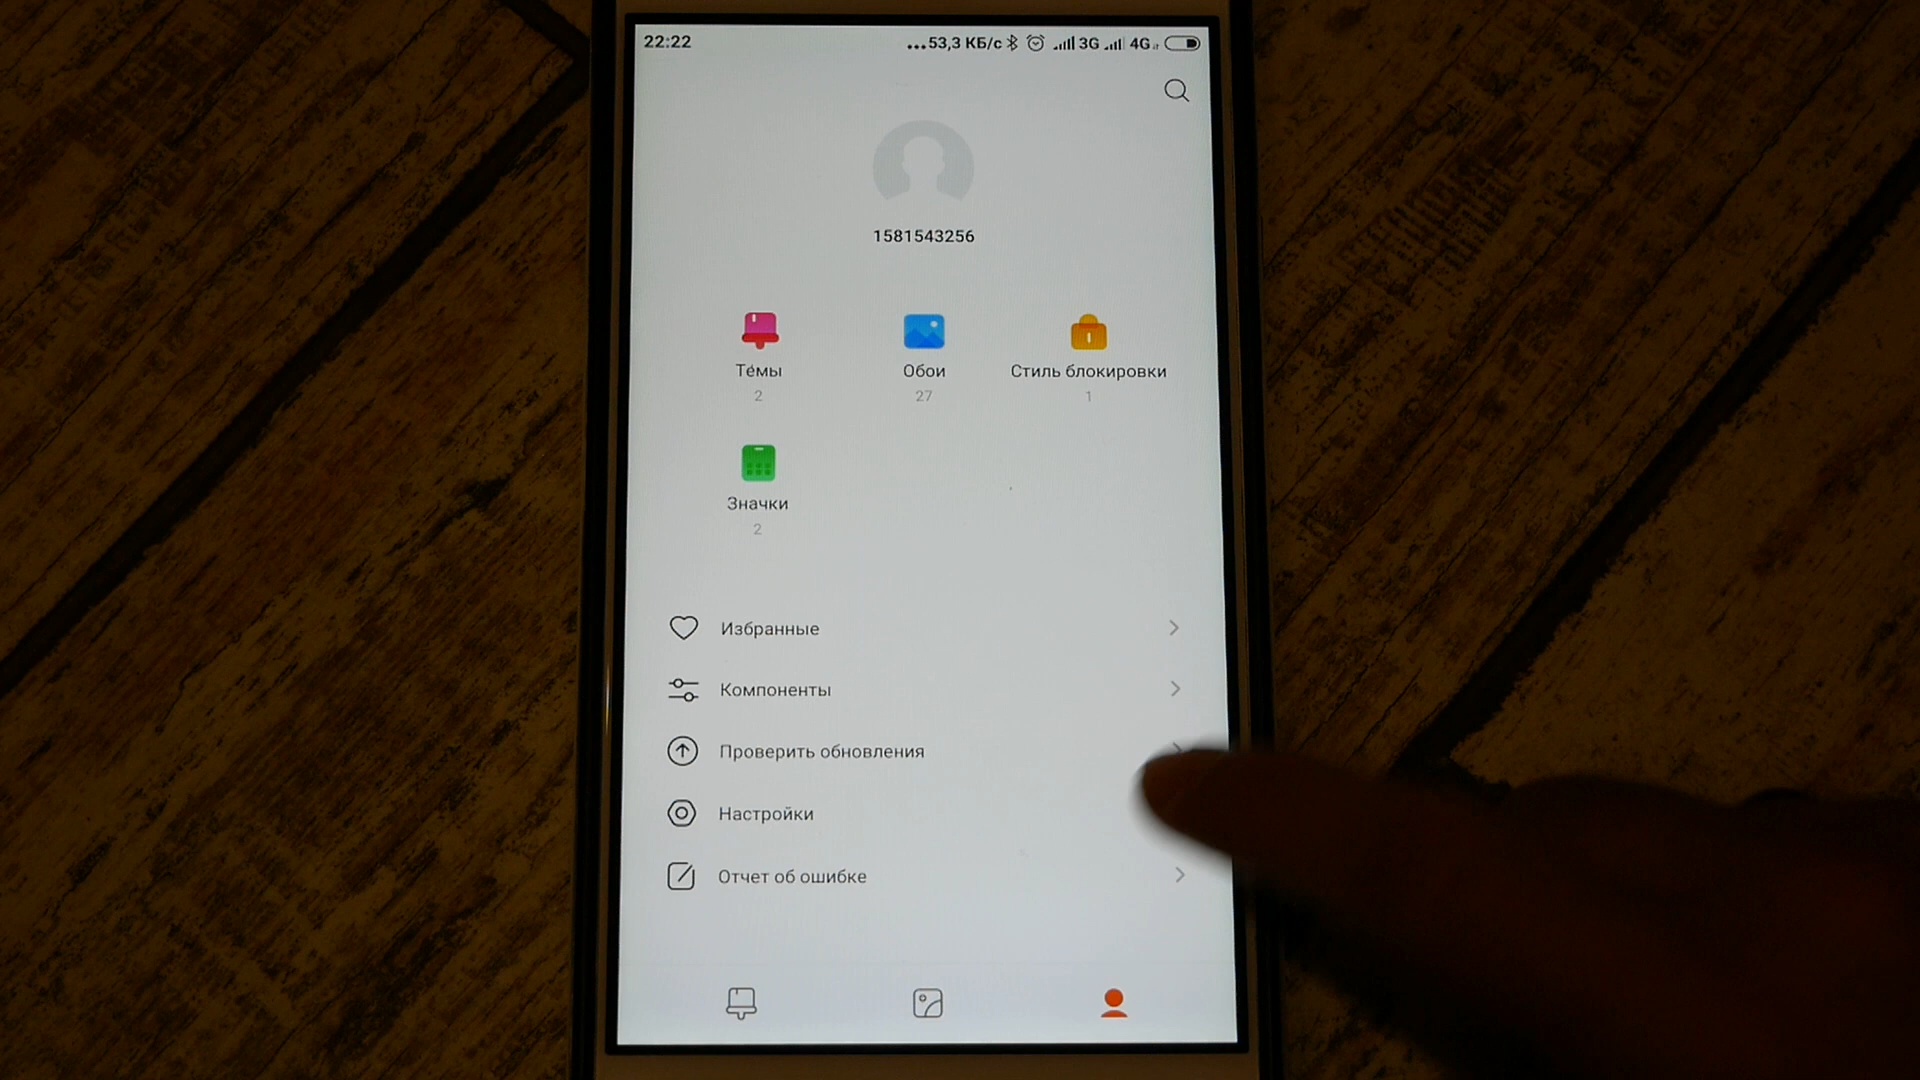 22:22 ...53,3 КБ/с 3G 4G
1581543256
Темы Обои Стиль блокировки
2 27 1
Значки
2
Избранные
Компоненты
Проверить обновления
Настройки
Отчет об ошибке